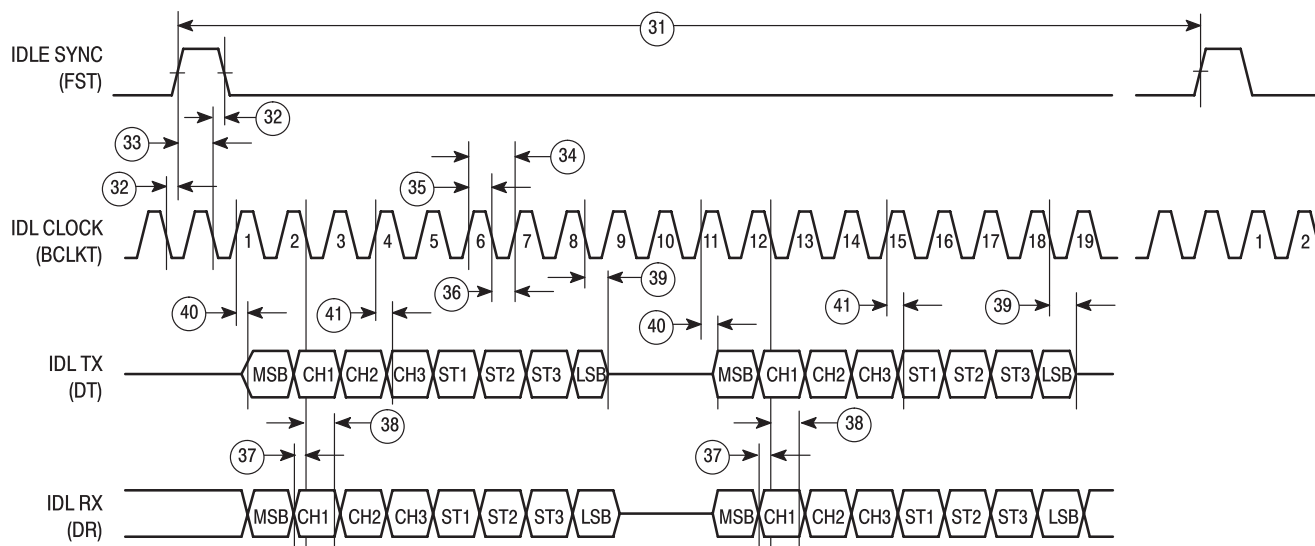 31
IDLE SYNC
(FST)
32
33
34
35
32
IDL CLOCK
(BCLKT)
1 2 3 4 5 6 7 8 9 10 11 12 13 14 15 16 17 18 19 1 2
36 39
40 41 40 41 39
IDL TX
(DT)
MSB CH1 CH2 CH3 ST1 ST2 ST3 LSB MSB CH1 CH2 CH3 ST1 ST2 ST3 LSB
38 38
37 37
IDL RX
(DR)
MSB CH1 CH2 CH3 ST1 ST2 ST3 LSB MSB CH1 CH2 CH3 ST1 ST2 ST3 LSB